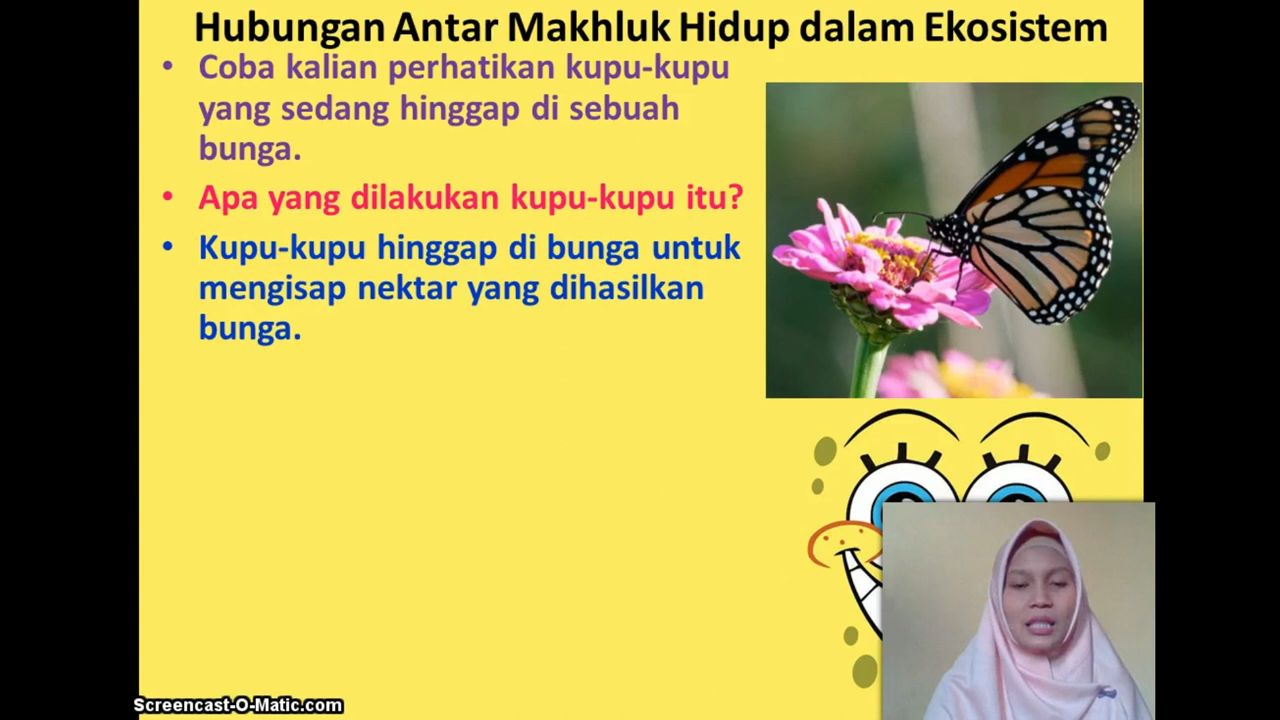 Hubungan Antar Makhluk Hidup dalam Ekosistem
• Coba kalian perhatikan kupu-kupu
yang sedang hinggap di sebuah
bunga.
• Apa yang dilakukan kupu-kupu itu?
• Kupu-kupu hinggap di bunga untuk
mengisap nektar yang dihasilkan
bunga.
Screencast-O-Matic.com